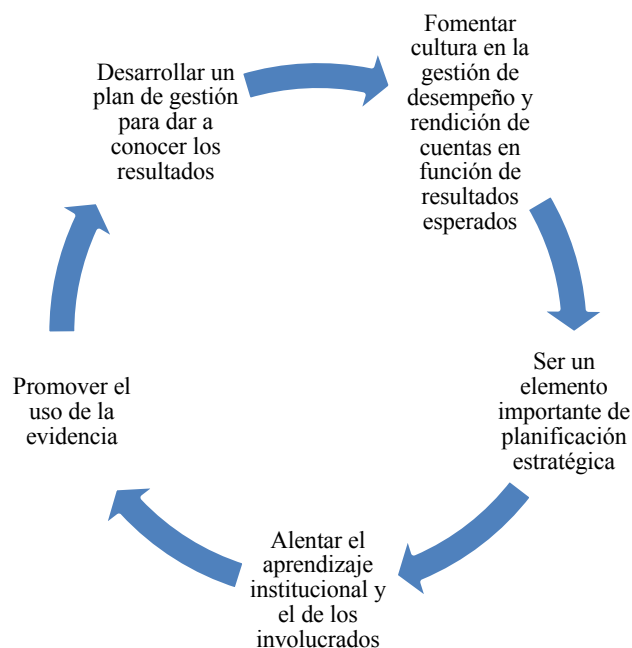 Fomentar
cultura en la
gestión de
desempeño y
rendición de
cuentas en
función de
resultados
esperados
Ser un
elemento
importante de
planificación
estratégica
Alentar el
aprendizaje
institucional y
el de los
involucrados
Promover el
uso de la
evidencia
Desarrollar un
plan de gestión
para dar a
conocer los
resultados